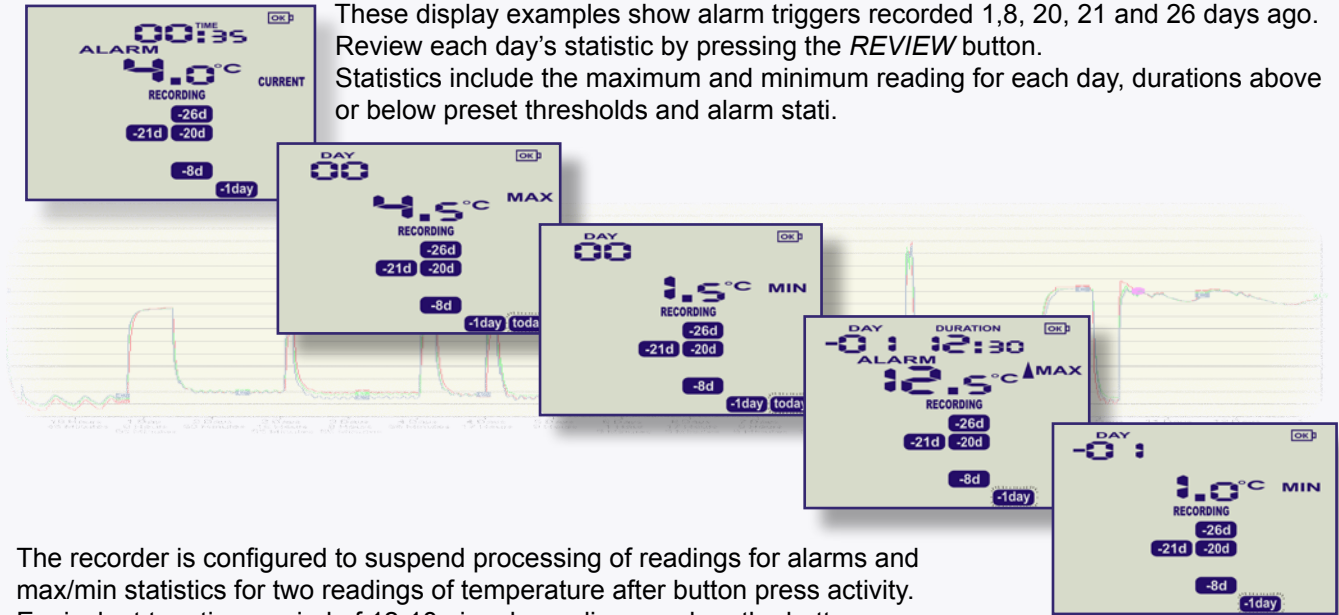 These display examples show alarm triggers recorded 1,8, 20, 21 and 26 days ago.
Review each day's statistic by pressing the REVIEW button.
Statistics include the maximum and minimum reading for each day, durations above
or below preset thresholds and alarm stati.
OK
TIME
00:35
ALARM
4.0°C
CURRENT
RECORDING
-26d
-21d -20d
-8d
-1day
DAY
OK
00
4.5°C MAX
RECORDING
-26d
-21d -20d
-8d
-1day toda
DAY
OK
00
1.5°C MIN
RECORDING
-26d
-21d -20d
-8d
-1day today
DAY DURATION OK
-01 12:30
ALARM
12.5°C MAX
RECORDING
-26d
-21d -20d
-8d
-1day
DAY
OK
-01
1.0°C MIN
RECORDING
-26d
-21d -20d
-8d
-1day
The recorder is configured to suspend processing of readings for alarms and
max/min statistics for two readings of temperature after button press activity.